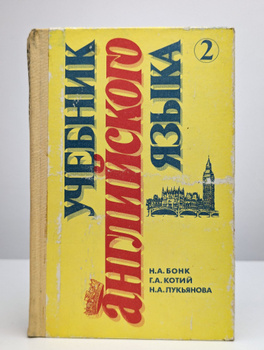 УЧЕБНИК
английского
ЯЗЫКА
2
Н.А. БОНК
Г.А. КОТИЙ
Н.А. ЛУКЬЯНОВА